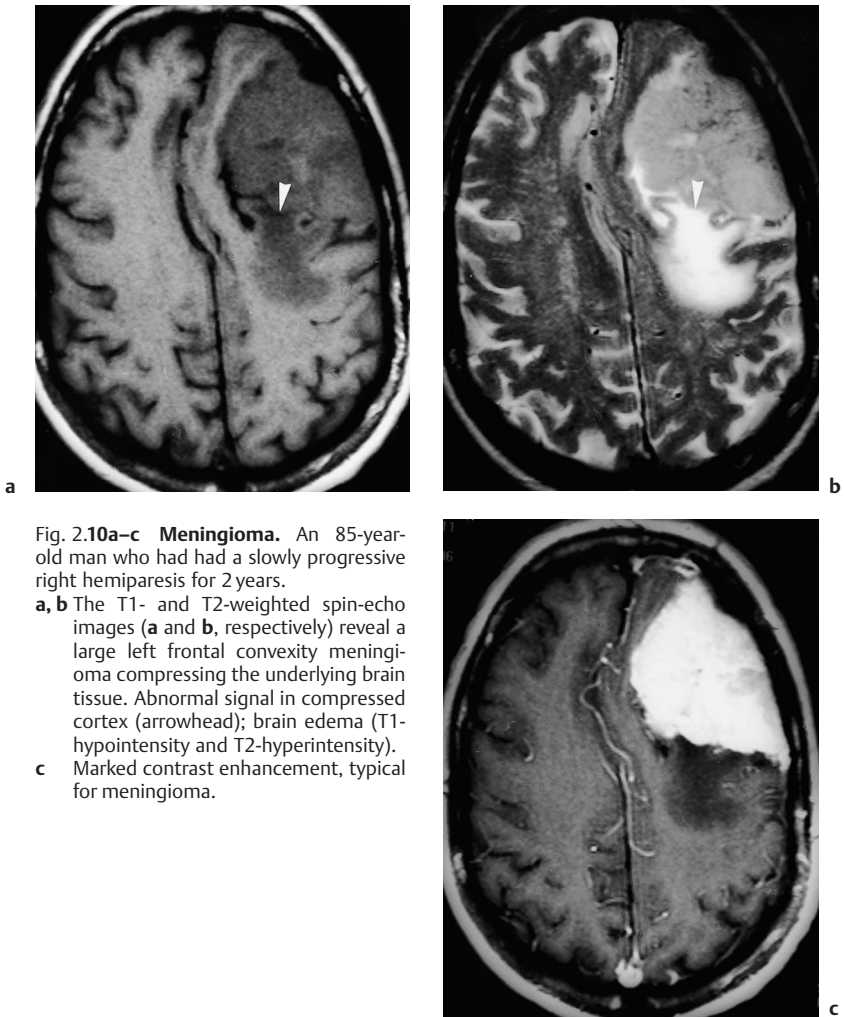 a
b
Fig. 2.10a–c Meningioma. An 85-year-
old man who had had a slowly progressive
right hemiparesis for 2 years.
a, b The T1- and T2-weighted spin-echo
images (a and b, respectively) reveal a
large left frontal convexity meningi-
oma compressing the underlying brain
tissue. Abnormal signal in compressed
cortex (arrowhead); brain edema (T1-
hypointensity and T2-hyperintensity).
c Marked contrast enhancement, typical
for meningioma.
c